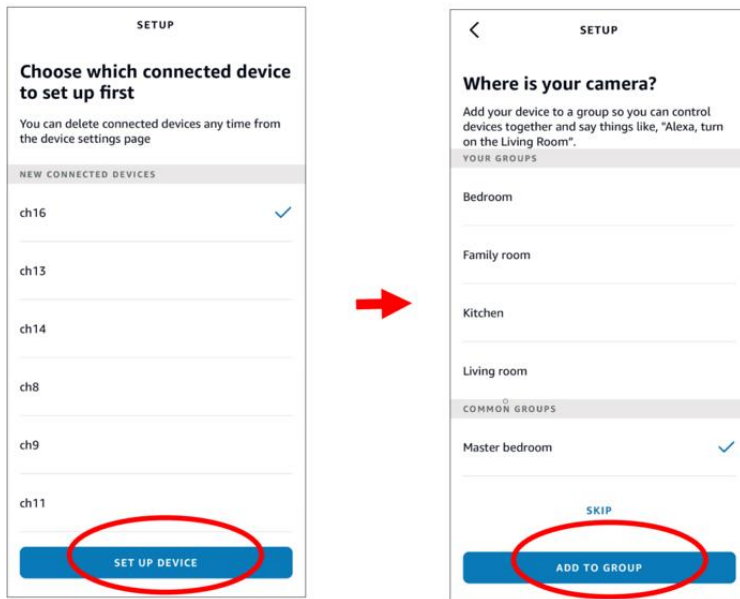 SETUP
Choose which connected device
to set up first
You can delete connected devices any time from
the device settings page
NEW CONNECTED DEVICES
ch16
ch13
ch14
ch8
ch9
ch11
SET UP DEVICE
SETUP
Where is your camera?
Add your device to a group so you can control
devices together and say things like, "Alexa, turn
on the Living Room".
YOUR GROUPS
Bedroom
Family room
Kitchen
Living room
COMMON GROUPS
Master bedroom
SKIP
ADD TO GROUP